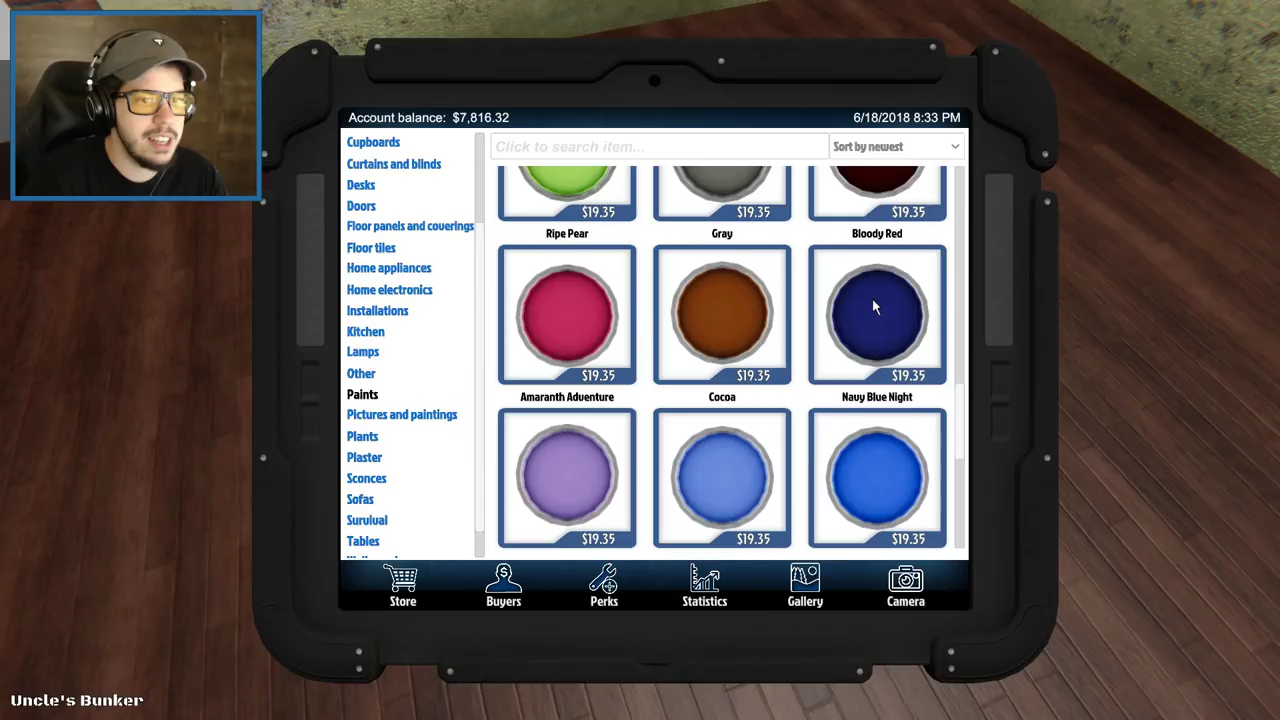 Account balance: $7,816.32
6/18/2018 8:33 PM
Cupboards
Curtains and blinds
Desks
Doors
Floor panels and coverings
Floor tiles
Home appliances
Home electronics
Installations
Kitchen
Lamps
Other
Paints
Pictures and paintings
Plants
Plaster
Sconces
Sofas
Survival
Tables
Click to search item...
Sort by newest
$19.35 $19.35 $19.35
Ripe Pear Gray Bloody Red
$19.35 $19.35 $19.35
Amaranth Adventure Cocoa Navy Blue Night
$19.35 $19.35 $19.35
Store Buyers Perks Statistics Gallery Camera
Uncle's Bunker